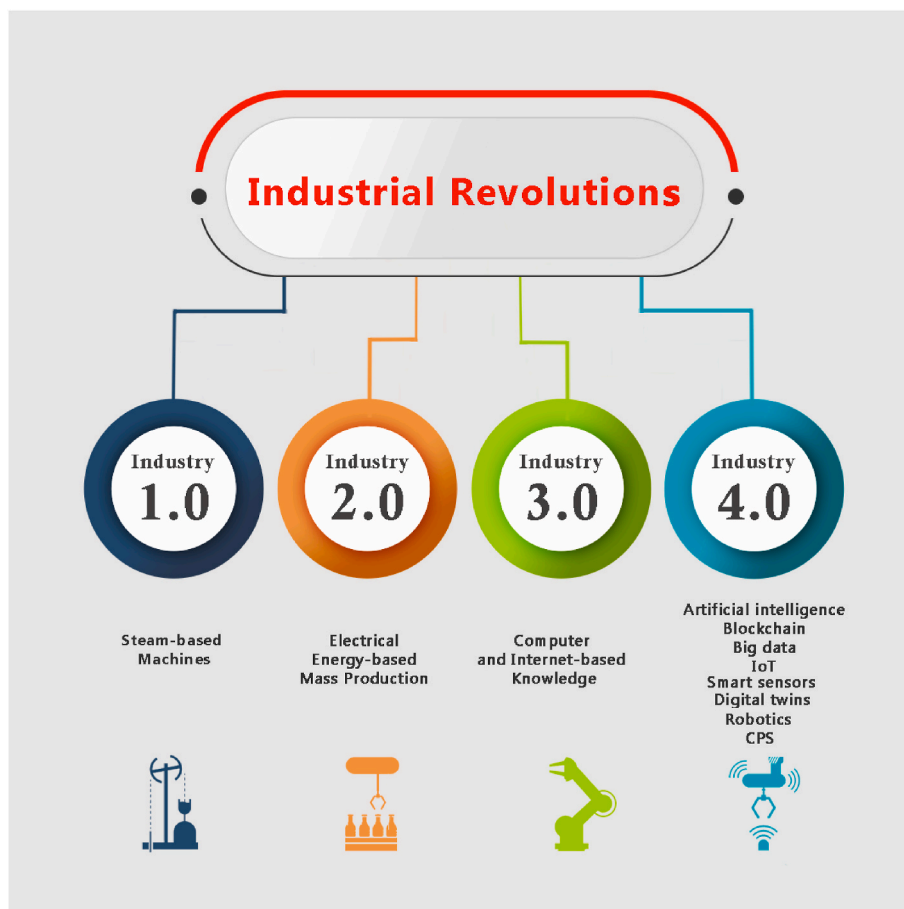 Industrial Revolutions
Industry
1.0
Industry
2.0
Industry
3.0
Industry
4.0
Steam-based
Machines
Electrical
Energy-based
Mass Production
Computer
and Internet-based
Knowledge
Artificial intelligence
Blockchain
Big data
IoT
Smart sensors
Digital twins
Robotics
CPS